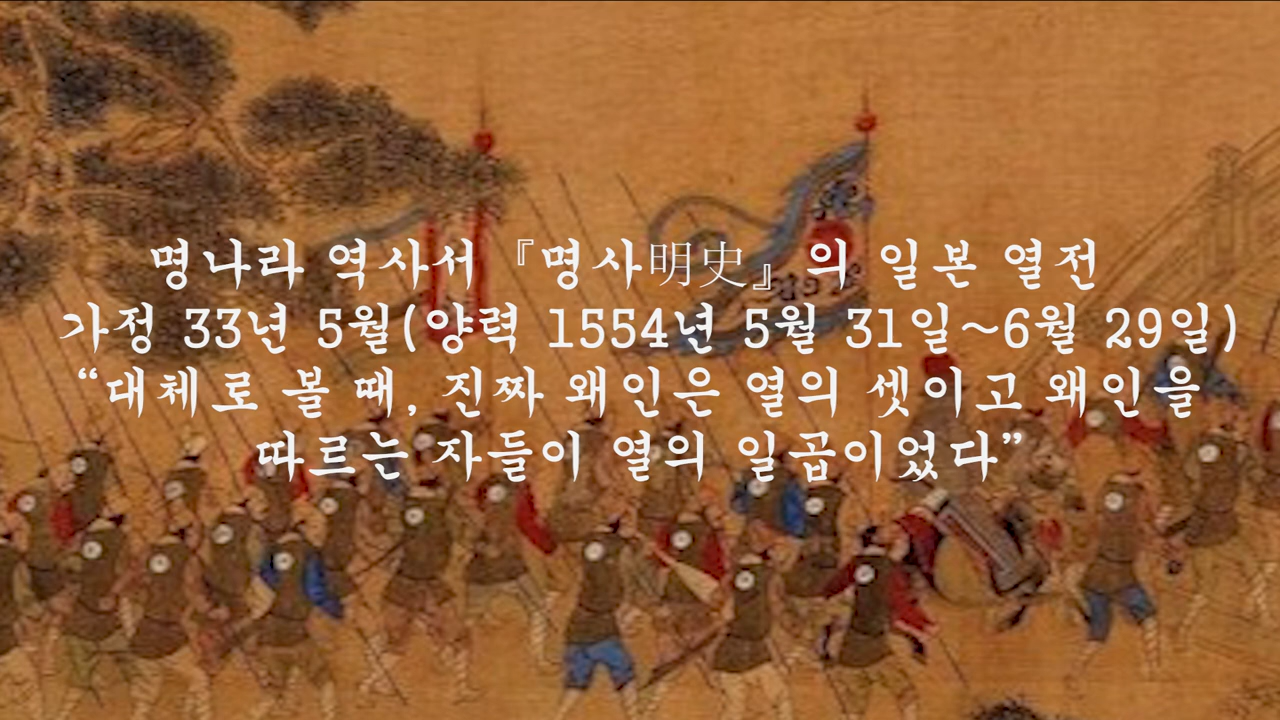 명나라 역사서 『명사明史』의 일본 열전
가정 33년 5월(양력 1554년 5월 31일~6월 29일)
“대체로 볼 때, 진짜 왜인은 열의 셋이고 왜인을
따르는 자들이 열의 일곱이었다”